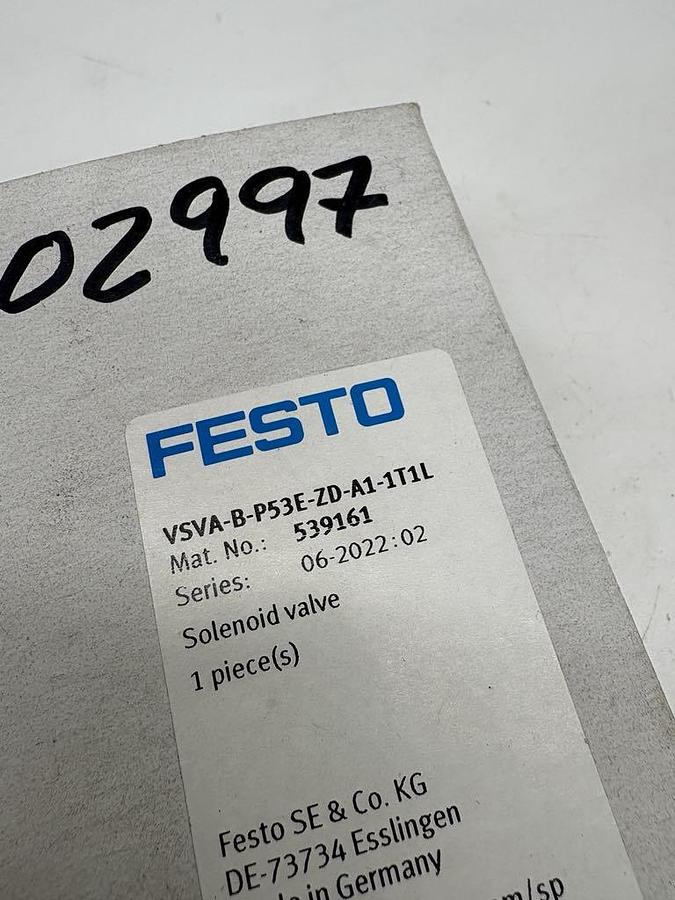 02997
FESTO
VSVA-B-P53E-ZD-A1-1T1L
Mat. No.: 539161
Series: 06-2022:02
Solenoid valve
1 piece(s)
Festo SE & Co. KG
DE-73734 Esslingen
in Germany